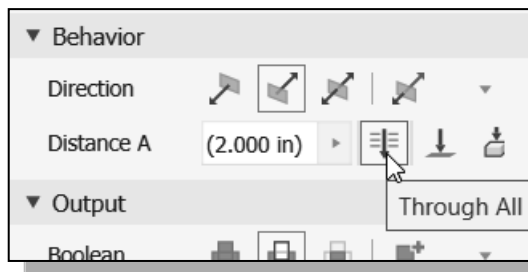 Behavior
Direction
Distance A (2.000 in)
Output
Through All
Boolean